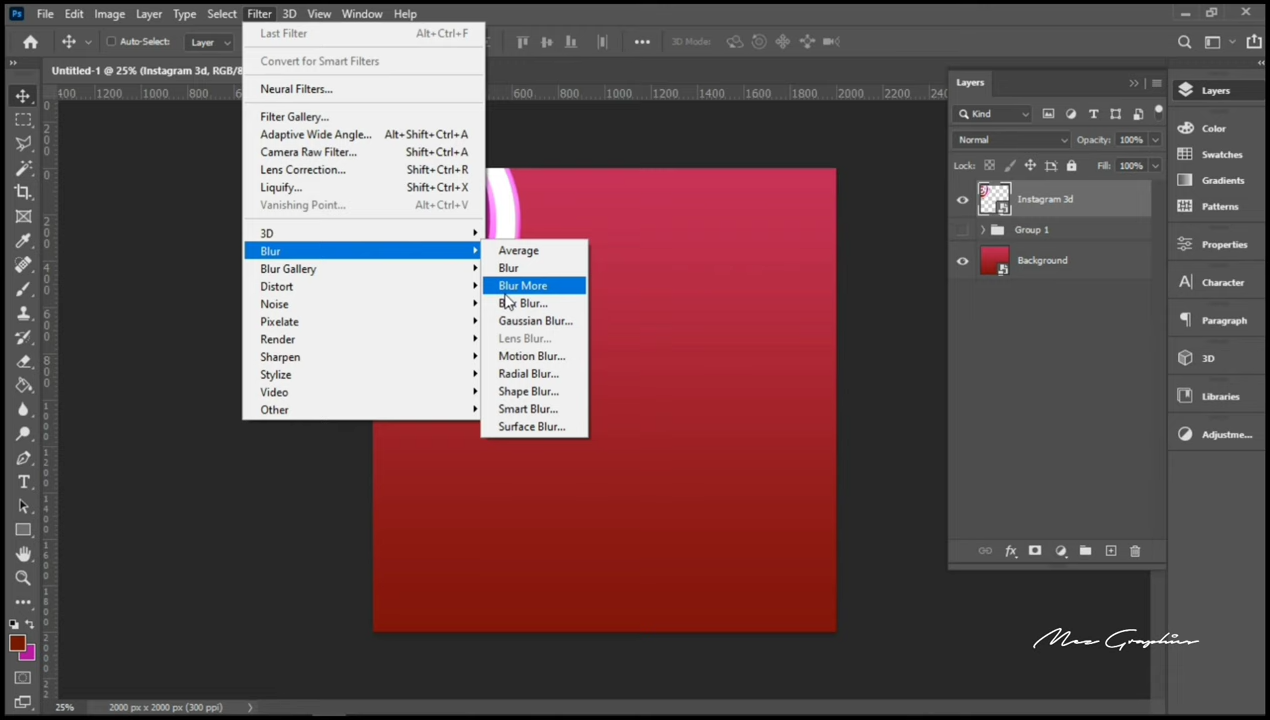 Ps File Edit Image Layer Type Select Filter 3D View Window Help
Auto-Select: Layer 3D Mode:
Untitled-1 @ 25% (Instagram 3d, RGB/8
Last Filter Alt+Ctrl+F
Convert for Smart Filters
Neural Filters...
Filter Gallery...
Adaptive Wide Angle... Alt+Shift+Ctrl+A
Camera Raw Filter... Shift+Ctrl+A
Lens Correction... Shift+Ctrl+R
Liquify... Shift+Ctrl+X
Vanishing Point... Alt+Ctrl+V
3D
Blur
Blur Gallery
Distort
Noise
Pixelate
Render
Sharpen
Stylize
Video
Other
Average
Blur
Blur More
Blur...
Gaussian Blur...
Lens Blur...
Motion Blur...
Radial Blur...
Shape Blur...
Smart Blur...
Surface Blur...
1400 1200 1000 800 600 800 1000 1200 1400 1600 1800 2000 2200
Layers
Kind
Normal Opacity: 100%
Lock: Fill: 100%
Instagram 3d
Group 1
Background
Layers
Color
Swatches
Gradients
Patterns
Properties
Character
Paragraph
3D
Libraries
Adjustme...
Mez Graphics
25% 2000 px x 2000 px (300 ppi)